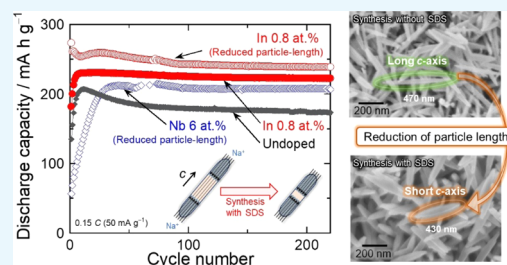 Discharge capacity / mA h g⁻¹
300
250
200
150
100
50
0
0
100
200
Cycle number
In 0.8 at.%
(Reduced particle-length)
Nb 6 at.%
(Reduced particle-length)
In 0.8 at.%
Undoped
Na⁺
c
Na⁺
Synthesis
with SDS
0.15 C (50 mA g⁻¹)
Synthesis without SDS
Long c-axis
470 nm
200 nm
Reduction of particle length
Synthesis with SDS
Short c-axis
430 nm
200 nm